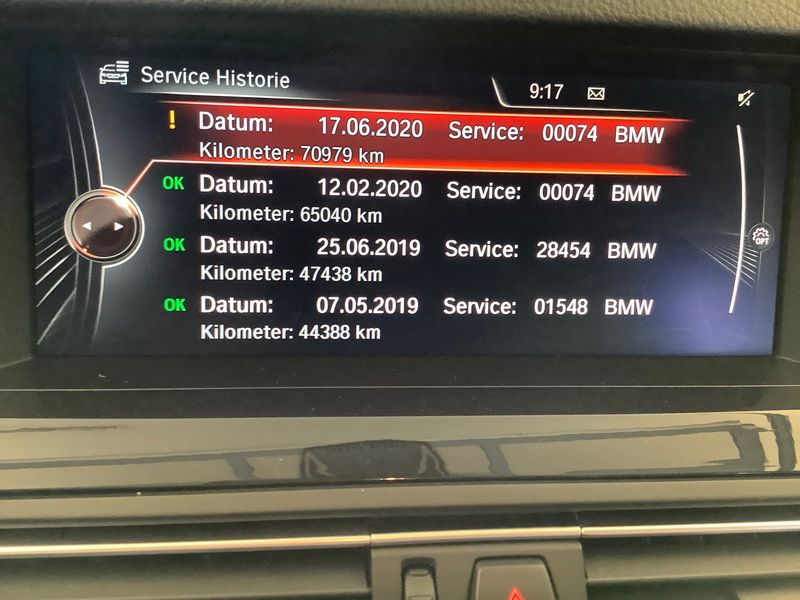 Service Historie
9:17
! Datum: 17.06.2020 Service: 00074 BMW
Kilometer: 70979 km
OK Datum: 12.02.2020 Service: 00074 BMW
Kilometer: 65040 km
OK Datum: 25.06.2019 Service: 28454 BMW
Kilometer: 47438 km
OPT
OK Datum: 07.05.2019 Service: 01548 BMW
Kilometer: 44388 km